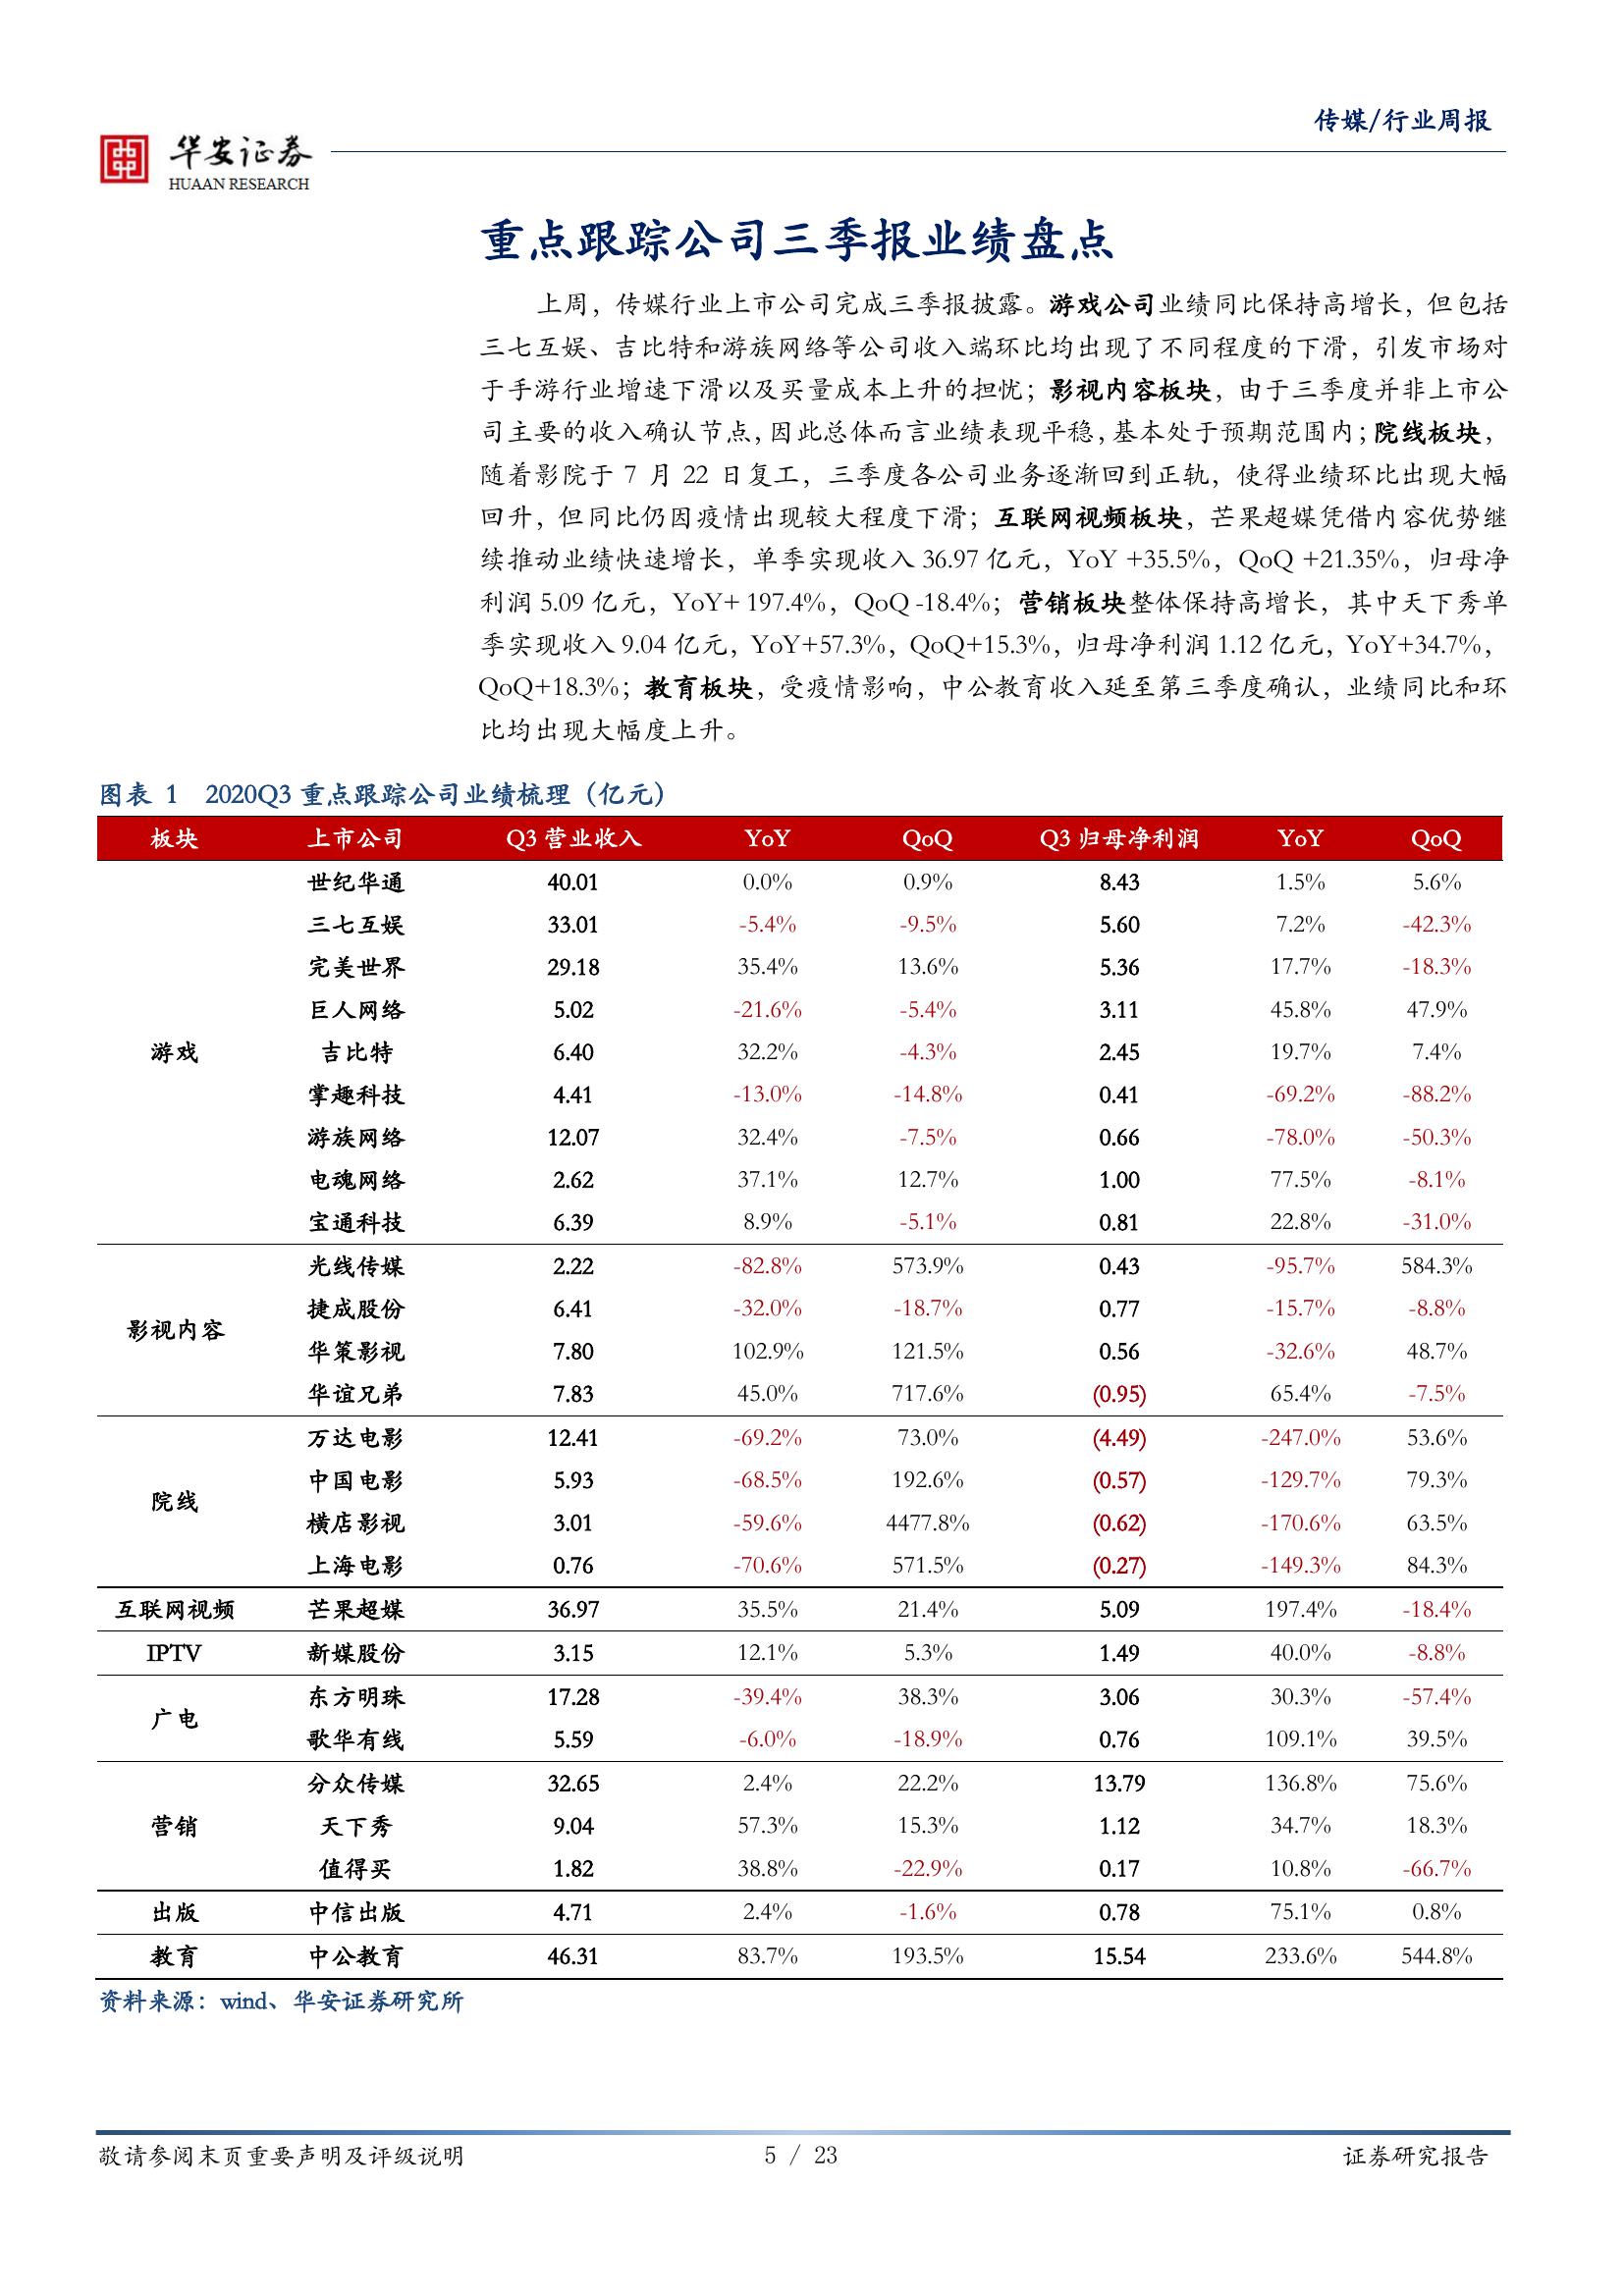 传媒/行业周报
华安证券
HUAAN RESEARCH
重点跟踪公司三季报业绩盘点
上周，传媒行业上市公司完成三季报披露。游戏公司业绩同比保持高增长，但包括
三七互娱、吉比特和游族网络等公司收入端环比均出现了不同程度的下滑，引发市场对
于手游行业增速下滑以及买量成本上升的担忧；影视内容板块，由于三季度并非上市公
司主要的收入确认节点，因此总体而言业绩表现平稳，基本处于预期范围内；院线板块，
随着影院于 7 月 22 日复工，三季度各公司业务逐渐回到正轨，使得业绩环比出现大幅
回升，但同比仍因疫情出现较大程度下滑；互联网视频板块，芒果超媒凭借内容优势继
续推动业绩快速增长，单季实现收入 36.97 亿元，YoY +35.5%，QoQ +21.35%，归母净
利润 5.09 亿元，YoY+ 197.4%，QoQ -18.4%；营销板块整体保持高增长，其中天下秀单
季实现收入 9.04 亿元，YoY+57.3%，QoQ+15.3%，归母净利润 1.12 亿元，YoY+34.7%，
QoQ+18.3%；教育板块，受疫情影响，中公教育收入延至第三季度确认，业绩同比和环
比均出现大幅度上升。
图表 1 2020Q3 重点跟踪公司业绩梳理（亿元）
板块 上市公司 Q3 营业收入 YoY QoQ Q3 归母净利润 YoY QoQ
世纪华通 40.01 0.0% 0.9% 8.43 1.5% 5.6%
三七互娱 33.01 -5.4% -9.5% 5.60 7.2% -42.3%
完美世界 29.18 35.4% 13.6% 5.36 17.7% -18.3%
巨人网络 5.02 -21.6% -5.4% 3.11 45.8% 47.9%
游戏 吉比特 6.40 32.2% -4.3% 2.45 19.7% 7.4%
掌趣科技 4.41 -13.0% -14.8% 0.41 -69.2% -88.2%
游族网络 12.07 32.4% -7.5% 0.66 -78.0% -50.3%
电魂网络 2.62 37.1% 12.7% 1.00 77.5% -8.1%
宝通科技 6.39 8.9% -5.1% 0.81 22.8% -31.0%
光线传媒 2.22 -82.8% 573.9% 0.43 -95.7% 584.3%
捷成股份 6.41 -32.0% -18.7% 0.77 -15.7% -8.8%
影视内容
华策影视 7.80 102.9% 121.5% 0.56 -32.6% 48.7%
华谊兄弟 7.83 45.0% 717.6% (0.95) 65.4% -7.5%
万达电影 12.41 -69.2% 73.0% (4.49) -247.0% 53.6%
中国电影 5.93 -68.5% 192.6% (0.57) -129.7% 79.3%
院线
横店影视 3.01 -59.6% 4477.8% (0.62) -170.6% 63.5%
上海电影 0.76 -70.6% 571.5% (0.27) -149.3% 84.3%
互联网视频 芒果超媒 36.97 35.5% 21.4% 5.09 197.4% -18.4%
IPTV 新媒股份 3.15 12.1% 5.3% 1.49 40.0% -8.8%
东方明珠 17.28 -39.4% 38.3% 3.06 30.3% -57.4%
广电
歌华有线 5.59 -6.0% -18.9% 0.76 109.1% 39.5%
分众传媒 32.65 2.4% 22.2% 13.79 136.8% 75.6%
营销 天下秀 9.04 57.3% 15.3% 1.12 34.7% 18.3%
值得买 1.82 38.8% -22.9% 0.17 10.8% -66.7%
出版 中信出版 4.71 2.4% -1.6% 0.78 75.1% 0.8%
教育 中公教育 46.31 83.7% 193.5% 15.54 233.6% 544.8%
资料来源：wind、华安证券研究所
敬请参阅末页重要声明及评级说明 5 / 23 证券研究报告